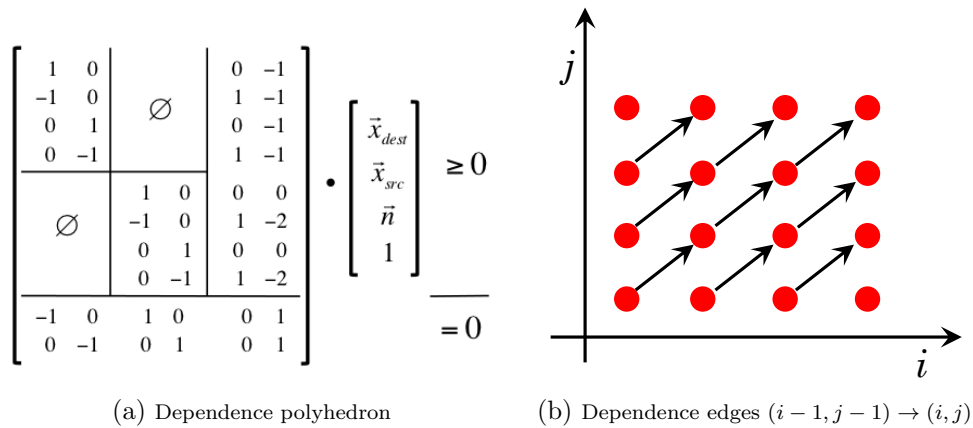 1 0 0 −1
−1 0 ∅ 1 −1
0 1 0 −1
0 −1 1 −1
1 0 0 0
∅ −1 0 1 −2
0 1 0 0
0 −1 1 −2
−1 0 1 0 0 1
0 −1 0 1 0 1
•
x⃗dest
x⃗src
n⃗
1
≥ 0
= 0
(a) Dependence polyhedron
j
i
(b) Dependence edges (i − 1, j − 1) → (i, j)